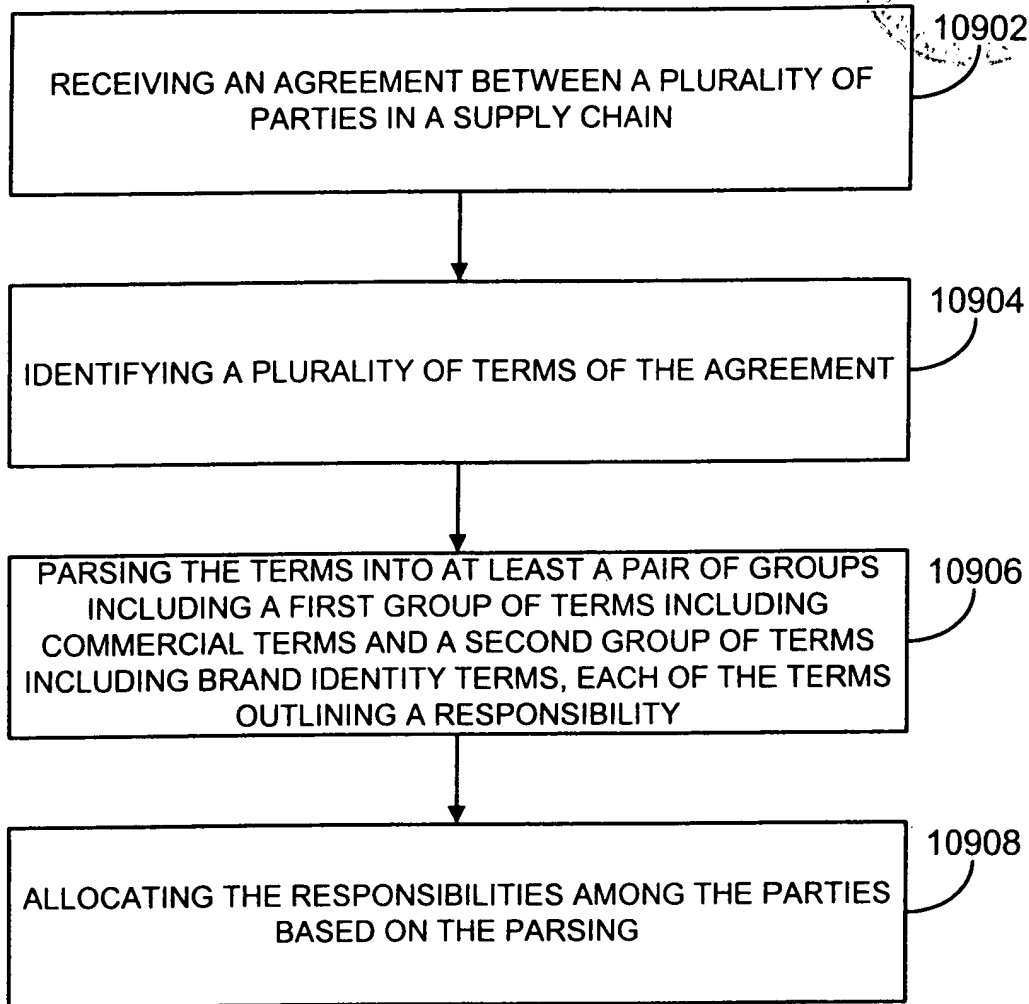 10902
RECEIVING AN AGREEMENT BETWEEN A PLURALITY OF
PARTIES IN A SUPPLY CHAIN
10904
IDENTIFYING A PLURALITY OF TERMS OF THE AGREEMENT
10906
PARSING THE TERMS INTO AT LEAST A PAIR OF GROUPS
INCLUDING A FIRST GROUP OF TERMS INCLUDING
COMMERCIAL TERMS AND A SECOND GROUP OF TERMS
INCLUDING BRAND IDENTITY TERMS, EACH OF THE TERMS
OUTLINING A RESPONSIBILITY
10908
ALLOCATING THE RESPONSIBILITIES AMONG THE PARTIES
BASED ON THE PARSING